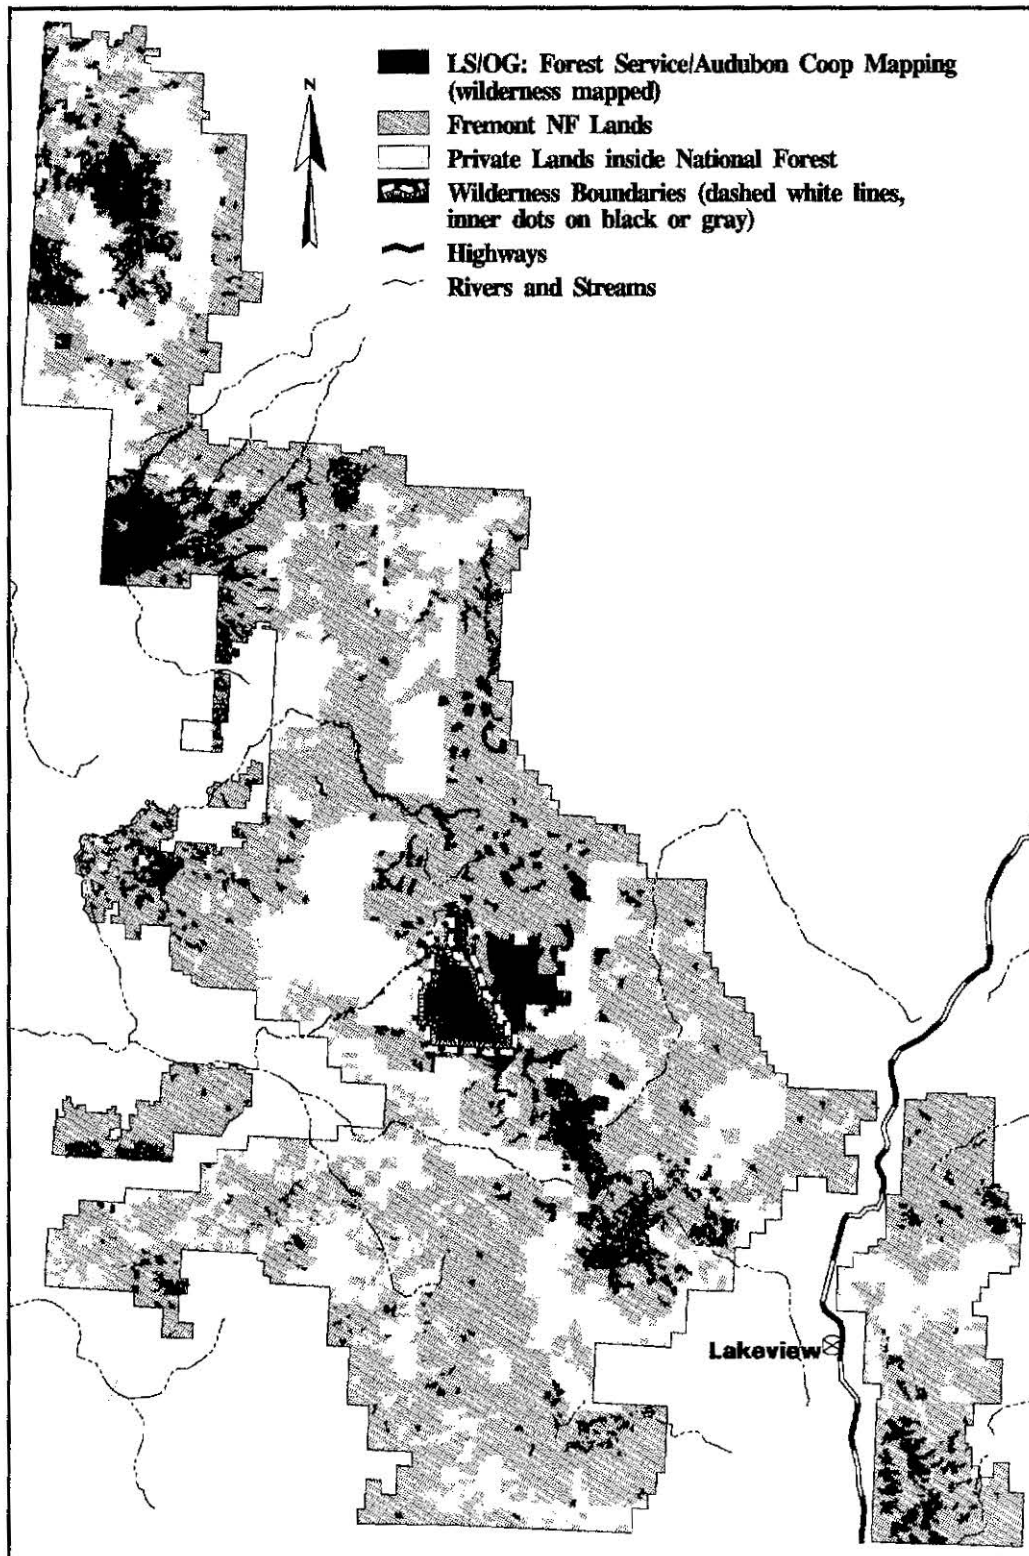 N
LS/OG: Forest Service/Audubon Coop Mapping
(wilderness mapped)
Fremont NF Lands
Private Lands inside National Forest
Wilderness Boundaries (dashed white lines,
inner dots on black or gray)
Highways
Rivers and Streams
Lakeview